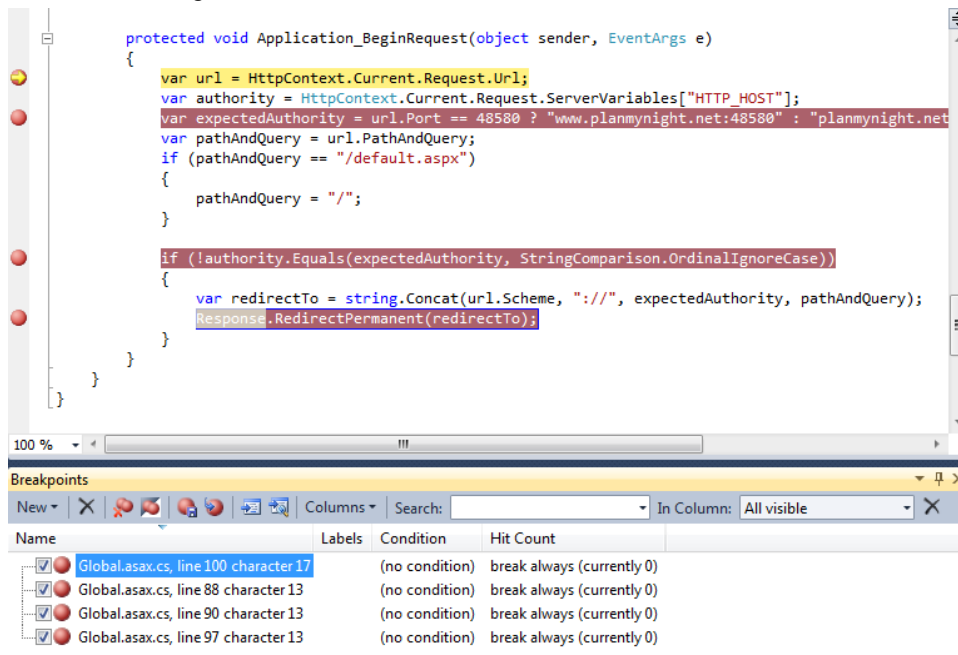 protected void Application_BeginRequest(object sender, EventArgs e)
{
var url = HttpContext.Current.Request.Url;
var authority = HttpContext.Current.Request.ServerVariables["HTTP_HOST"];
var expectedAuthority = url.Port == 48580 ? "www.planmynight.net:48580" : "planmynight.net
var pathAndQuery = url.PathAndQuery;
if (pathAndQuery == "/default.aspx")
{
pathAndQuery = "/";
}
if (!authority.Equals(expectedAuthority, StringComparison.OrdinalIgnoreCase))
{
var redirectTo = string.Concat(url.Scheme, "://", expectedAuthority, pathAndQuery);
Response.RedirectPermanent(redirectTo);
}
}
}
}
100 %
Breakpoints
New Columns Search: In Column: All visible
Name Labels Condition Hit Count
Global.asax.cs, line 100 character 17 (no condition) break always (currently 0)
Global.asax.cs, line 88 character 13 (no condition) break always (currently 0)
Global.asax.cs, line 90 character 13 (no condition) break always (currently 0)
Global.asax.cs, line 97 character 13 (no condition) break always (currently 0)